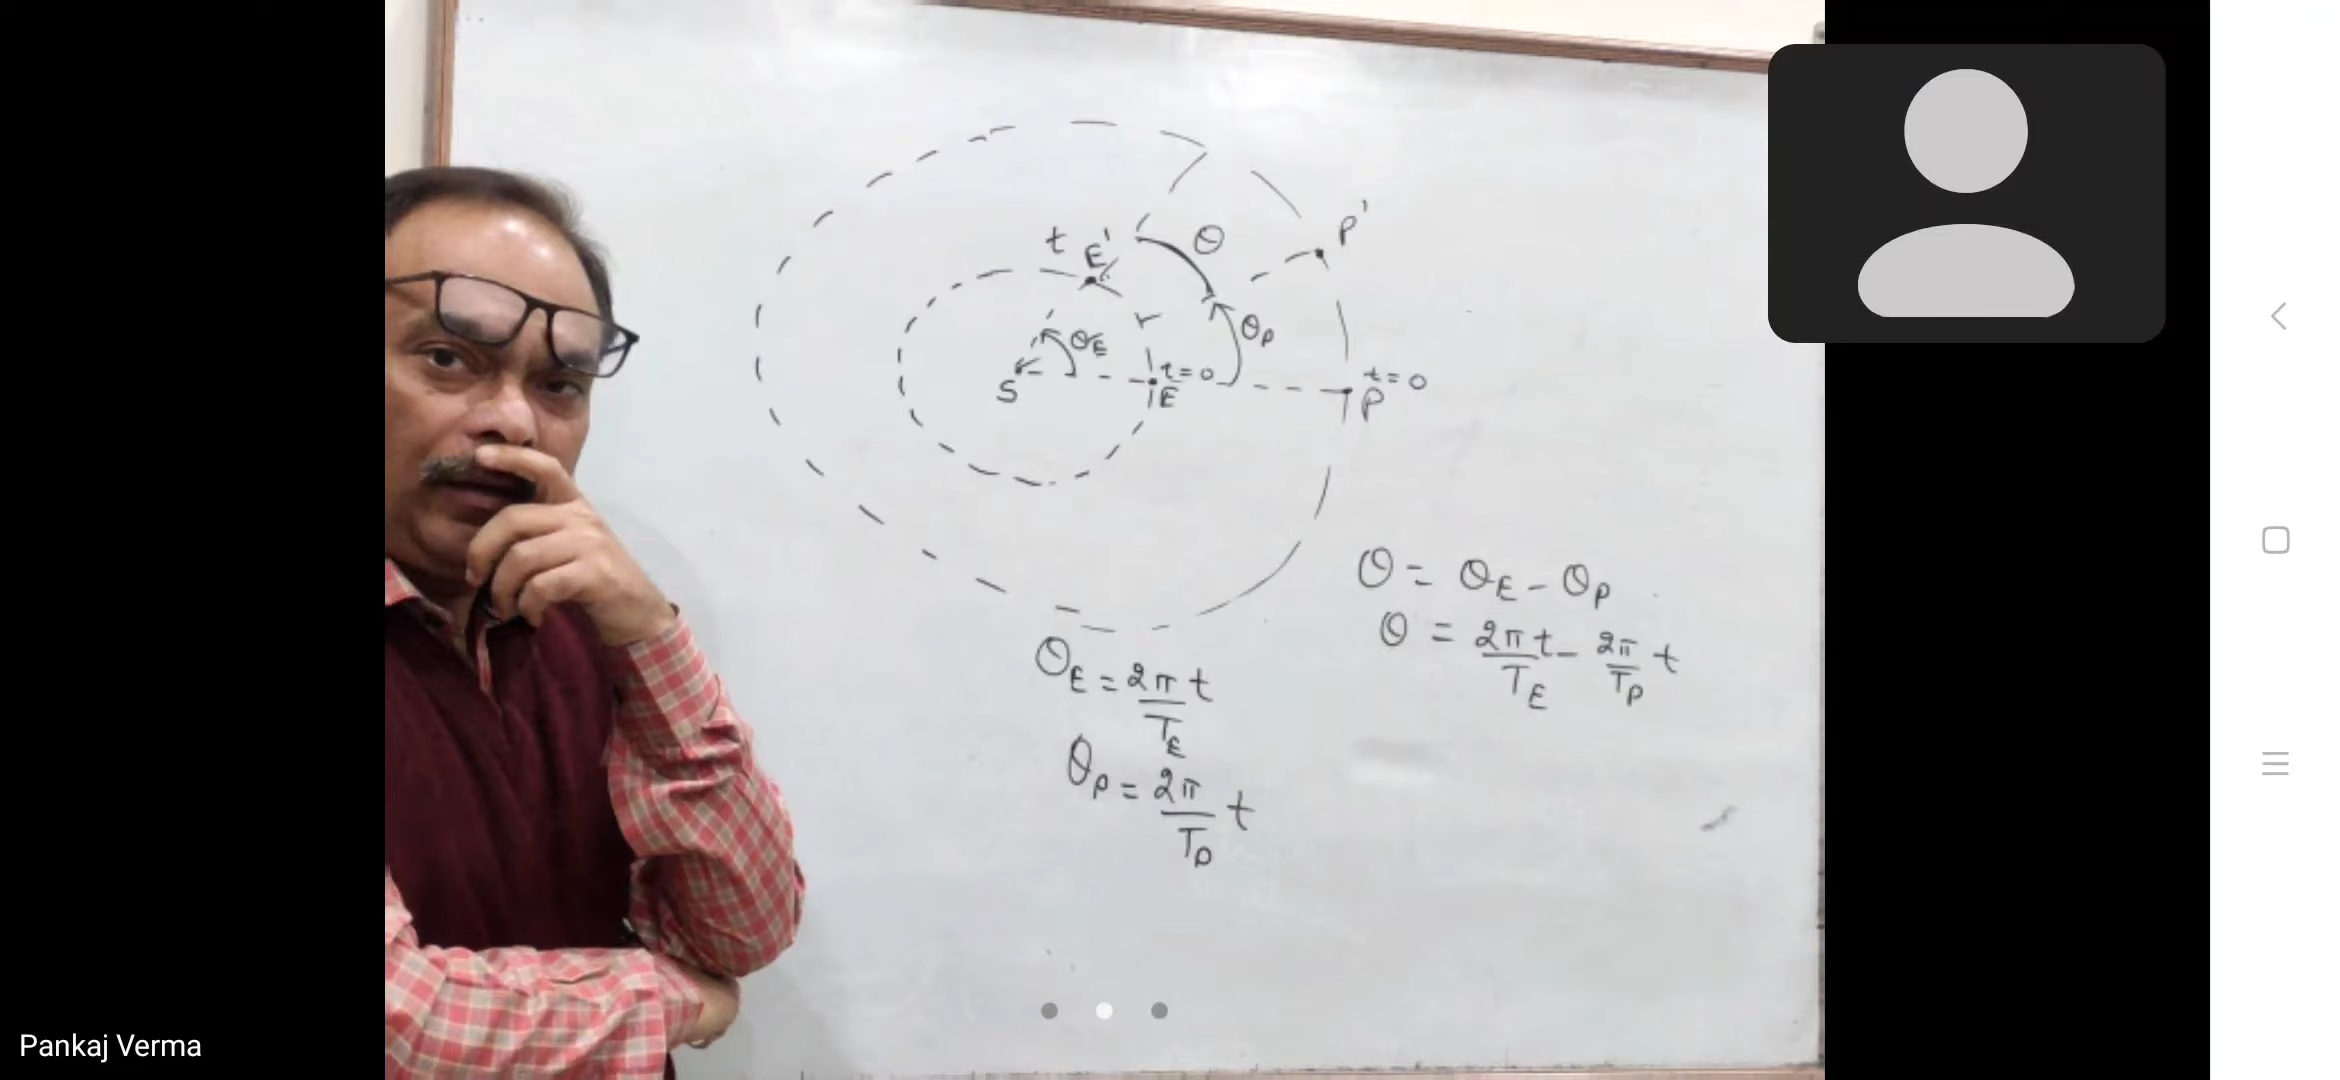 t E' θ P'
r θP
θE
S t=0 E t=0 P
θ = θE - θP
θ = 2π/TE t - 2π/TP t
θE = 2π/TE t
θP = 2π/TP t
Pankaj Verma